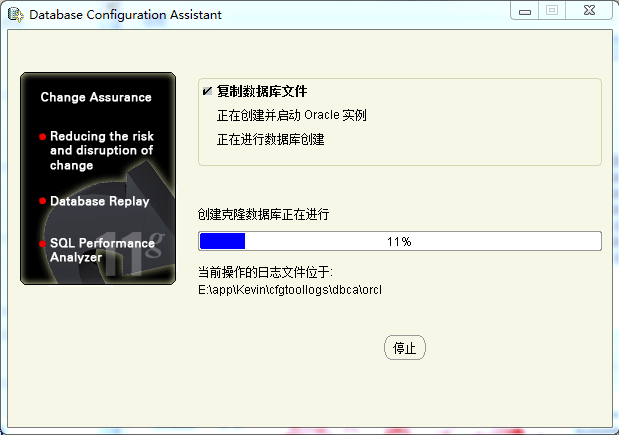 Database Configuration Assistant
Change Assurance
Reducing the risk
and disruption of
change
Database Replay
SQL Performance
Analyzer
11g
复制数据库文件
正在创建并启动 Oracle 实例
正在进行数据库创建
创建克隆数据库正在进行
11%
当前操作的日志文件位于:
E:\app\Kevin\cfgtoollogs\dbca\orcl
停止